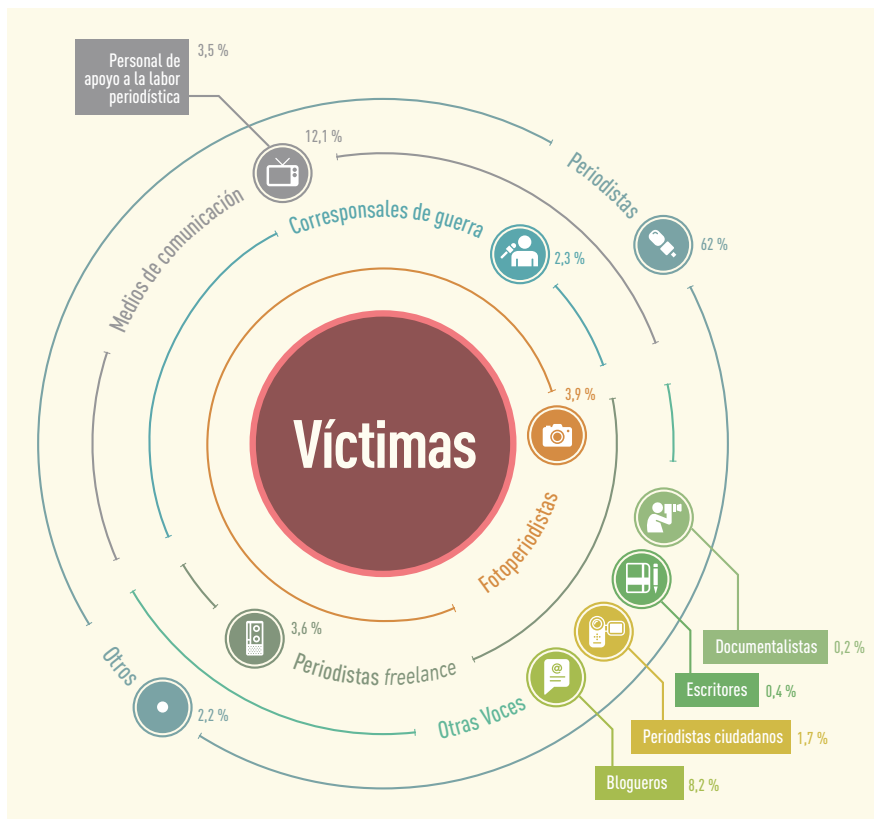 Personal de
apoyo a la labor
periodística
3,5 %
12,1 %
Medios de comunicación
Periodistas
62 %
Corresponsales de guerra
2,3 %
3,9 %
Víctimas
Fotoperiodistas
3,6 %
Periodistas freelance
Otros
2,2 %
Otras Voces
Documentalistas
0,2 %
Escritores
0,4 %
Periodistas ciudadanos
1,7 %
@
Blogueros
8,2 %